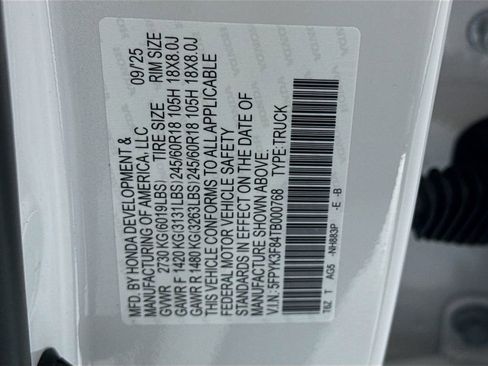 MFD. BY HONDA DEVELOPMENT & 09/25
MANUFACTURING OF AMERICA, LLC
GVWR 2730 KG(6019LBS) TIRE SIZE RIM SIZE
GAWR F 1420 KG(3131LBS) 245/60R18 105H 18X8.0J
GAWR R 1480 KG(3263LBS) 245/60R18 105H 18X8.0J
THIS VEHICLE CONFORMS TO ALL APPLICABLE
FEDERAL MOTOR VEHICLE SAFETY
STANDARDS IN EFFECT ON THE DATE OF
MANUFACTURE SHOWN ABOVE.
V.I.N.: 5FPYK3F84TB000768 TYPE:TRUCK
T6Z T AG5 -NH883P -E -B